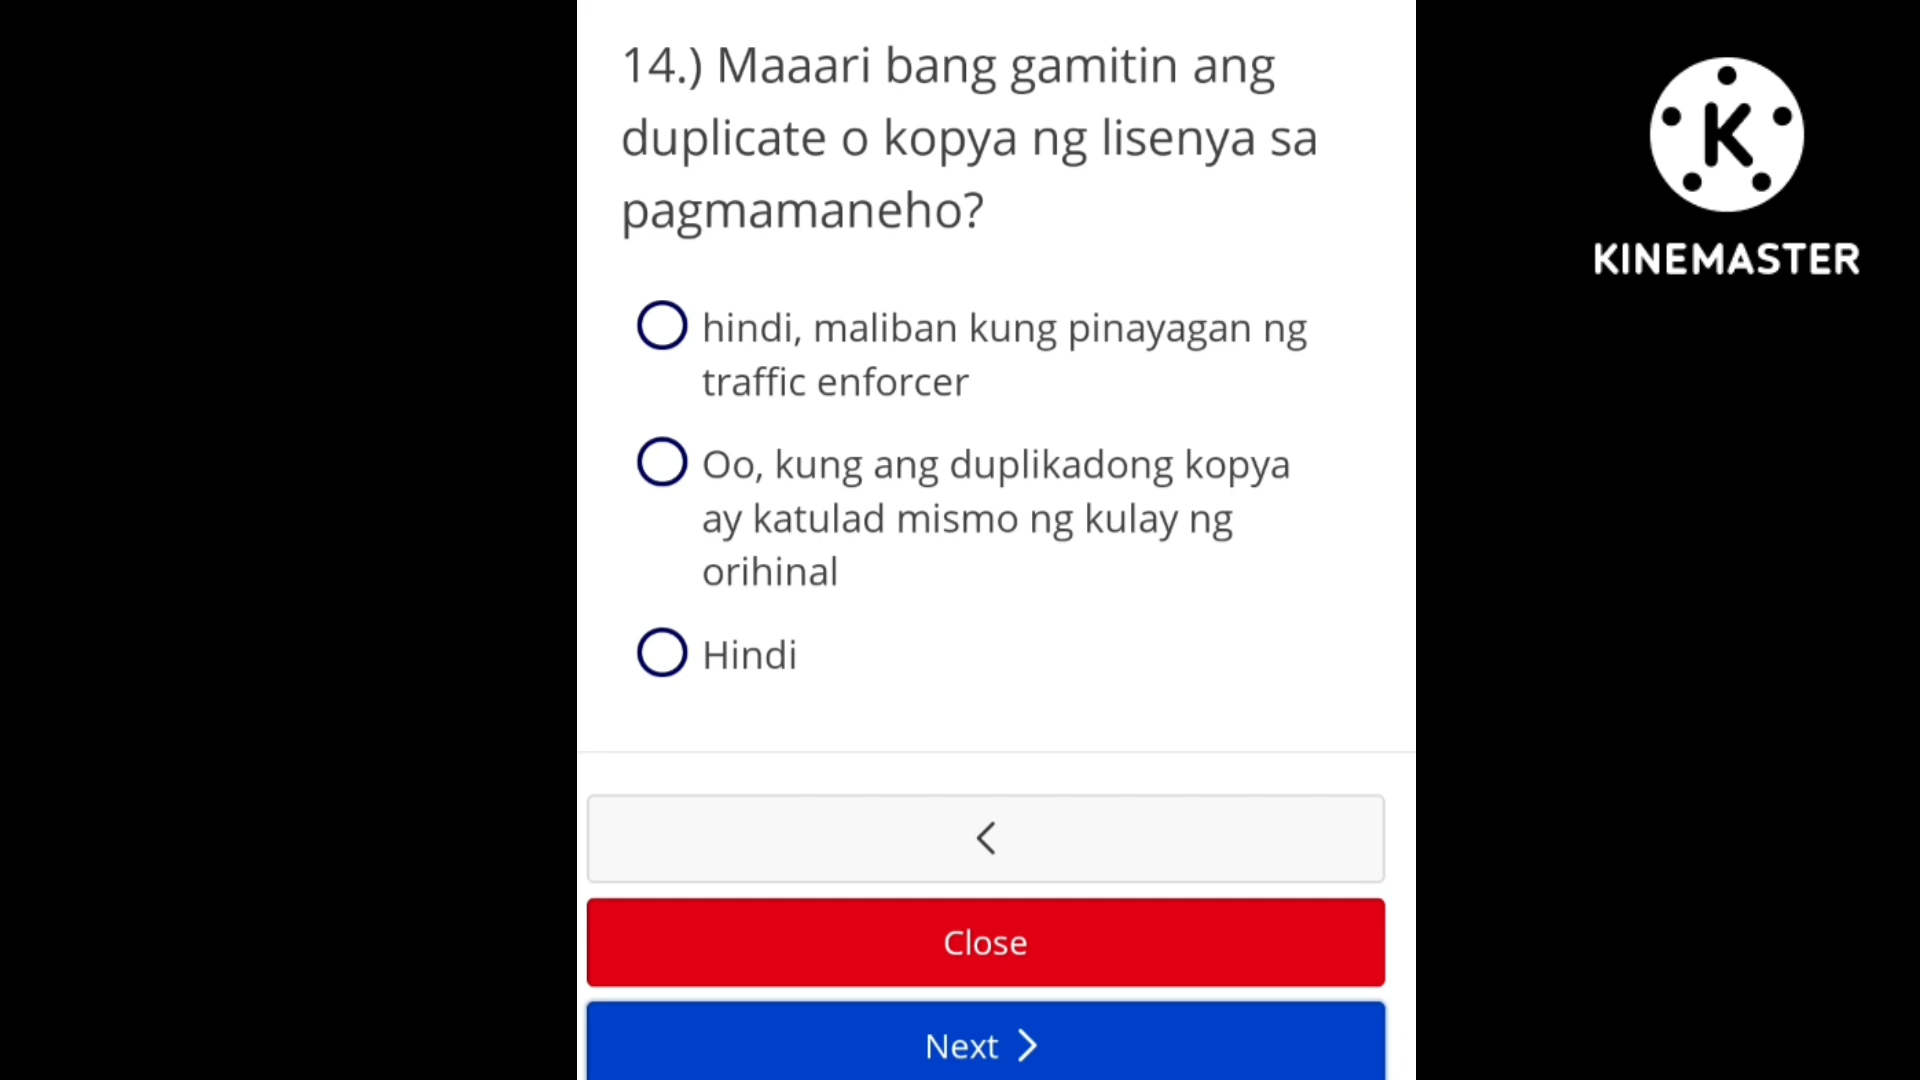 14.) Maaari bang gamitin ang
duplicate o kopya ng lisenya sa
pagmamaneho?
hindi, maliban kung pinayagan ng
traffic enforcer
Oo, kung ang duplikadong kopya
ay katulad mismo ng kulay ng
orihinal
Hindi
Close
Next
K
KINEMASTER